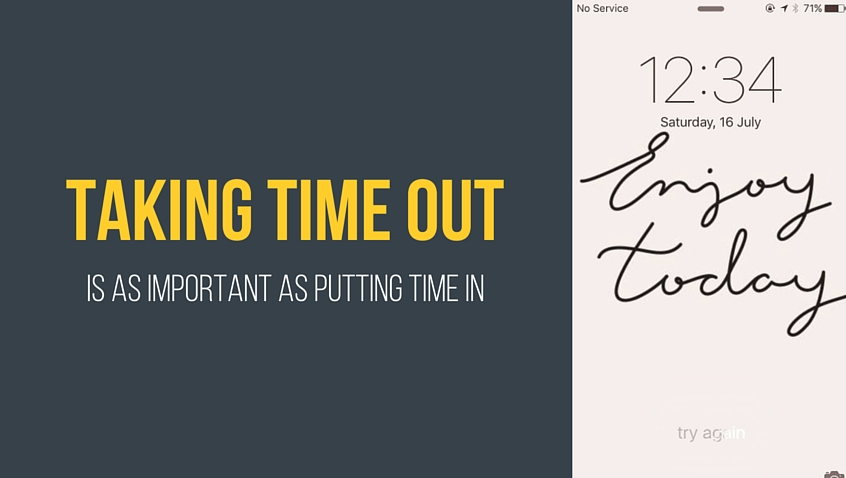 TAKING TIME OUT
IS AS IMPORTANT AS PUTTING TIME IN
No Service
71%
12:34
Saturday, 16 July
Enjoy
today
try again